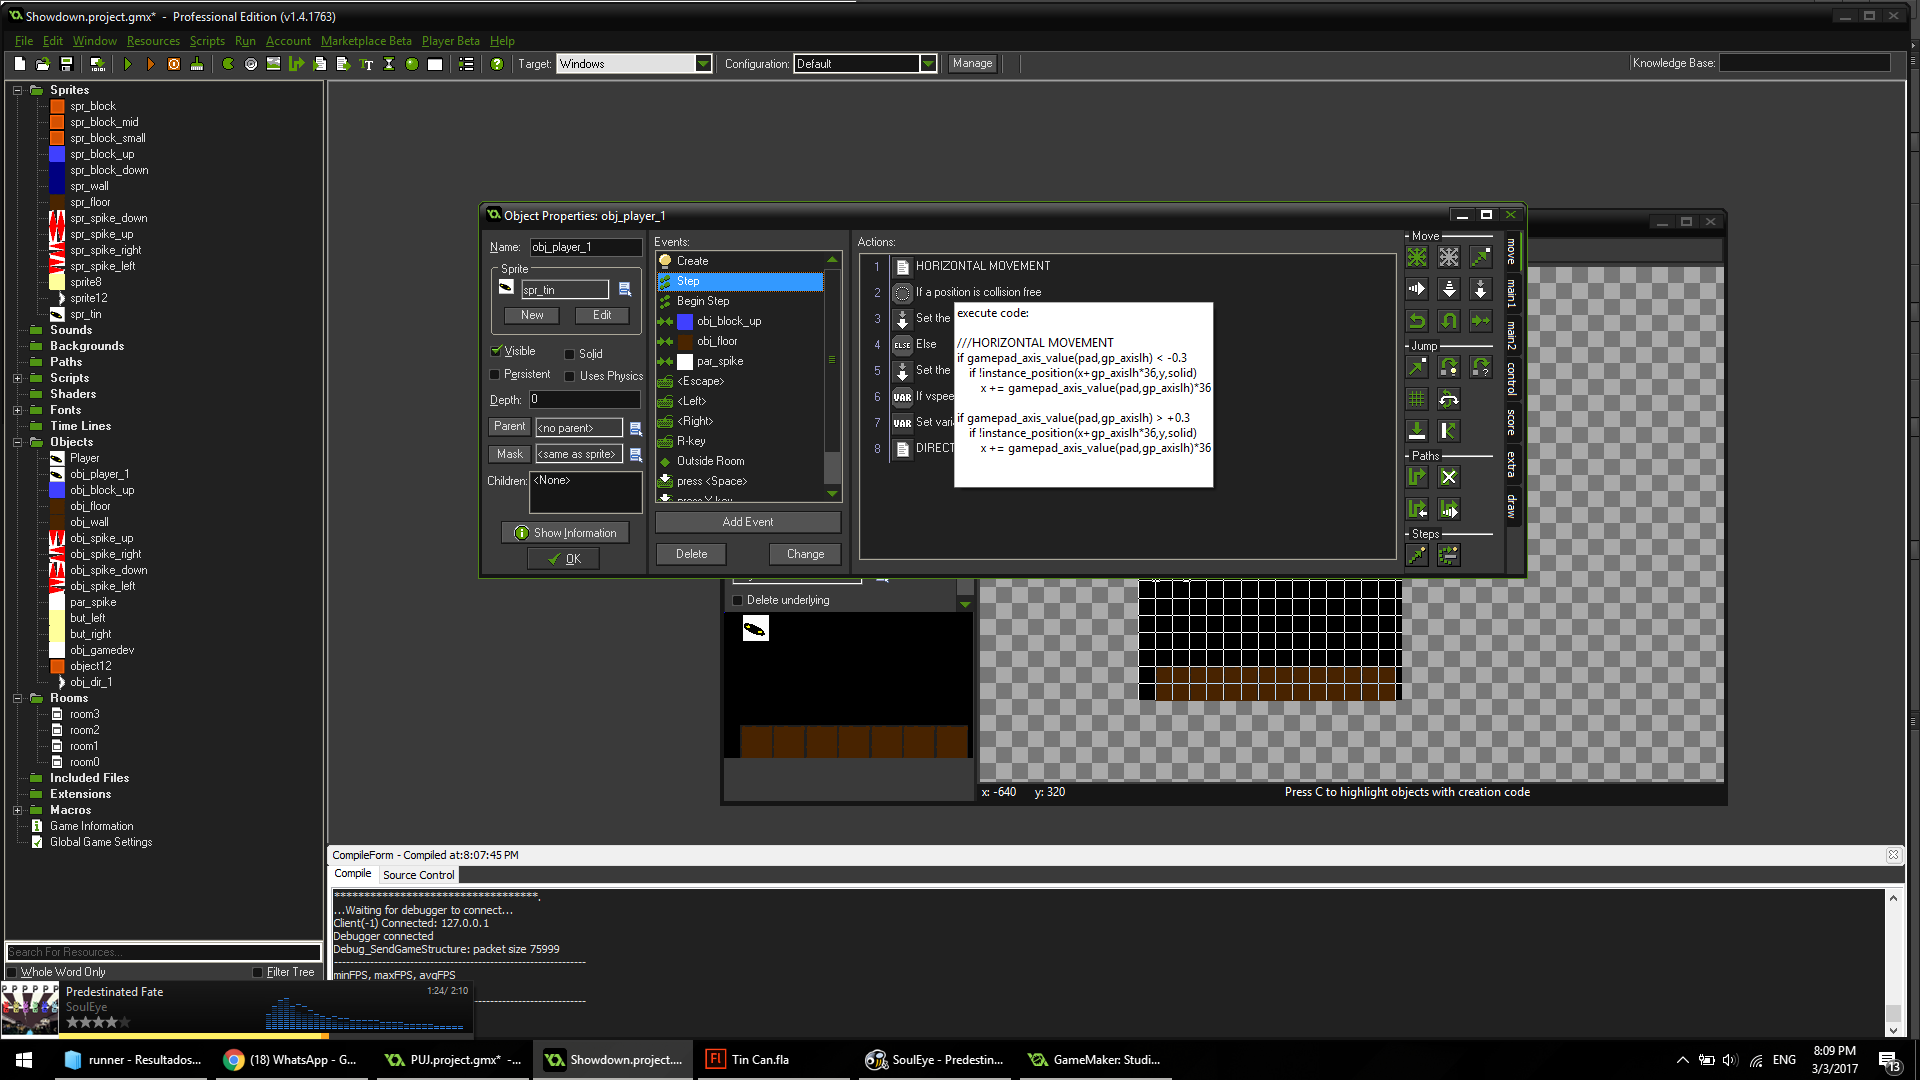 Showdown.project.gmx* - Professional Edition (v1.4.1763)
File Edit Window Resources Scripts Run Account Marketplace Beta Player Beta Help
Target: Windows Configuration: Default Manage Knowledge Base:
Sprites
spr_block
spr_block_mid
spr_block_small
spr_block_up
spr_block_down
spr_wall
spr_floor
spr_spike_down
spr_spike_up
spr_spike_right
spr_spike_left
sprite8
sprite12
spr_tin
Sounds
Backgrounds
Paths
Scripts
Shaders
Fonts
Time Lines
Objects
Player
obj_player_1
obj_block_up
obj_floor
obj_wall
obj_spike_up
obj_spike_right
obj_spike_down
obj_spike_left
par_spike
but_left
but_right
obj_gamedev
object12
obj_dir_1
Rooms
room3
room2
room1
room0
Included Files
Extensions
Macros
Game Information
Global Game Settings
Search For Resources...
Whole Word Only Filter Tree
Object Properties: obj_player_1
Name: obj_player_1
Sprite
spr_tin
New Edit
Visible Solid
Persistent Uses Physics
Depth: 0
Parent <no parent>
Mask <same as sprite>
Children: <None>
Show Information
OK
Events:
Create
Step
Begin Step
obj_block_up
obj_floor
par_spike
<Escape>
<Left>
<Right>
R-key
Outside Room
press <Space>
press Y-key
Add Event
Delete Change
Actions:
1 HORIZONTAL MOVEMENT
2 If a position is collision free
3 Set the
4 ELSE Else
5 Set the
6 VAR If vspee
7 VAR Set vari
8 DIRECT
execute code:
///HORIZONTAL MOVEMENT
if gamepad_axis_value(pad,gp_axislh) < -0.3
if !instance_position(x+gp_axislh*36,y,solid)
x += gamepad_axis_value(pad,gp_axislh)*36
if gamepad_axis_value(pad,gp_axislh) > +0.3
if !instance_position(x+gp_axislh*36,y,solid)
x += gamepad_axis_value(pad,gp_axislh)*36
Move
Jump
Paths
Steps
move
main1
main2
control
score
extra
draw
Delete underlying
x: -640 y: 320 Press C to highlight objects with creation code
CompileForm - Compiled at:8:07:45 PM
Compile Source Control
**********************************.
...Waiting for debugger to connect...
Client(-1) Connected: 127.0.0.1
Debugger connected
Debug_SendGameStructure: packet size 75999
minFPS, maxFPS, avgFPS
Predestinated Fate 1:24/ 2:10
SoulEye
runner - Resultados... (18) WhatsApp - G... PUJ.project.gmx* -... Showdown.project.... Tin Can.fla SoulEye - Predestin... GameMaker: Studi...
ENG 8:09 PM
3/3/2017
13